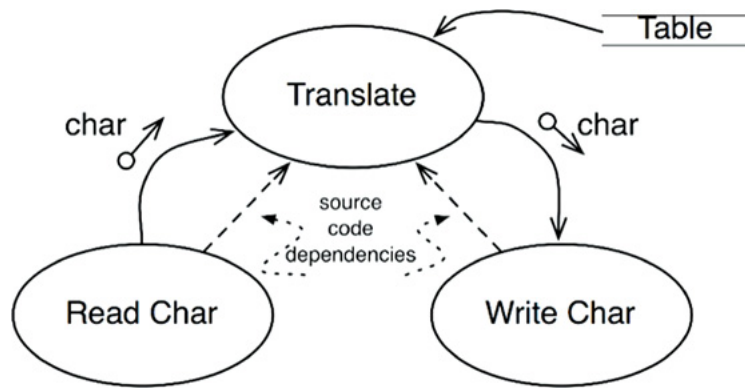 Table
Translate
char
char
source
code
dependencies
Read Char
Write Char